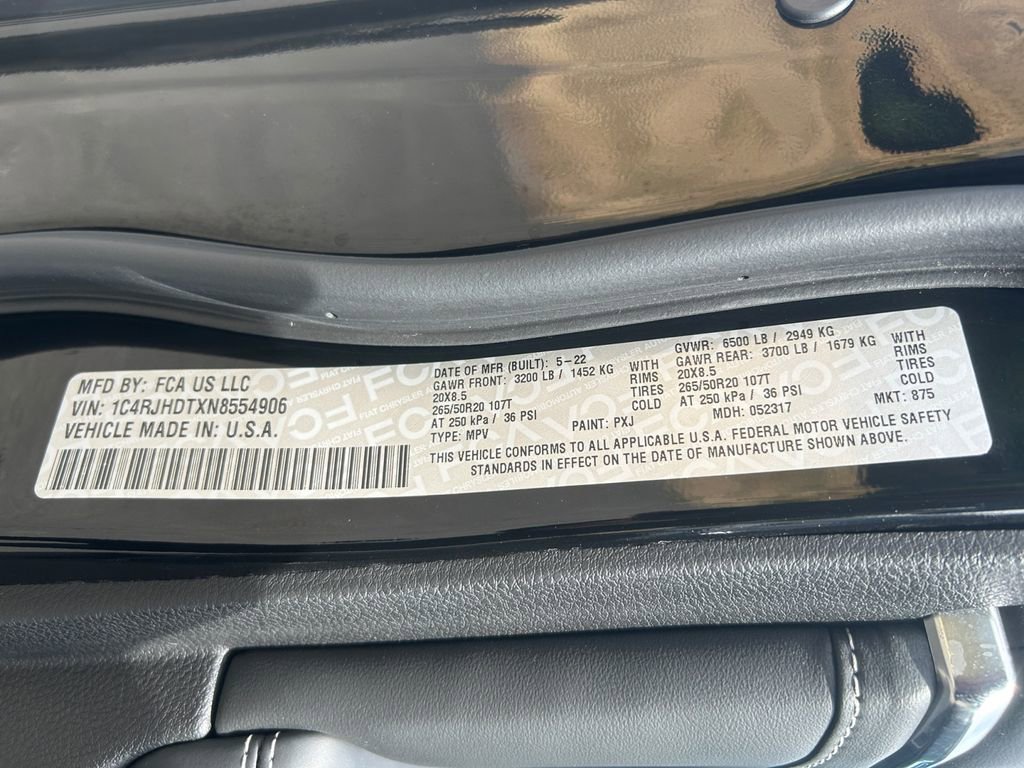 MFD BY: FCA US LLC
VIN: 1C4RJHDTXN8554906
VEHICLE MADE IN: U.S.A.
DATE OF MFR (BUILT): 5-22
GAWR FRONT: 3200 LB / 1452 KG
20X8.5
265/50R20 107T
AT 250 kPa / 36 PSI
TYPE: MPV
WITH
RIMS
TIRES
COLD
PAINT: PXJ
GVWR: 6500 LB / 2949 KG
GAWR REAR: 3700 LB / 1679 KG
20X8.5
265/50R20 107T
AT 250 kPa / 36 PSI
MDH: 052317
WITH
RIMS
TIRES
COLD
MKT: 875
THIS VEHICLE CONFORMS TO ALL APPLICABLE U.S.A. FEDERAL MOTOR VEHICLE SAFETY
STANDARDS IN EFFECT ON THE DATE OF MANUFACTURE SHOWN ABOVE.